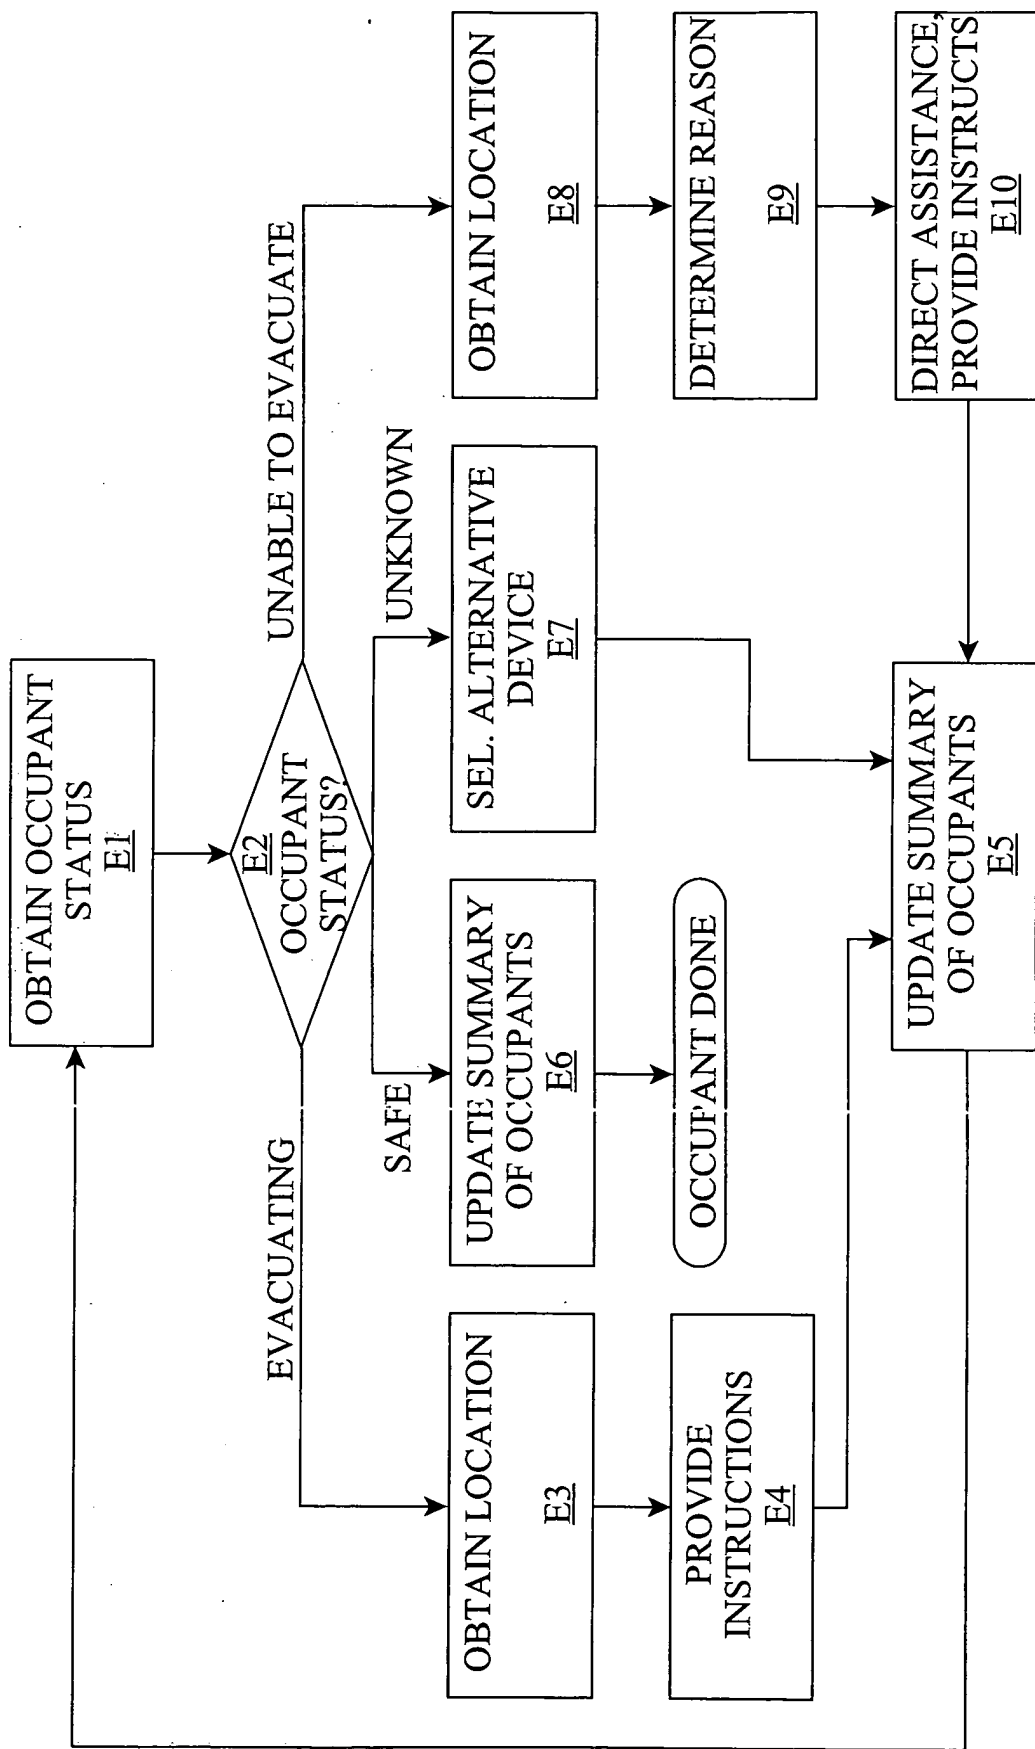 OBTAIN OCCUPANT
STATUS
E1
E2
OCCUPANT
STATUS?
EVACUATING
SAFE
UNKNOWN
UNABLE TO EVACUATE
OBTAIN LOCATION
E3
PROVIDE
INSTRUCTIONS
E4
UPDATE SUMMARY
OF OCCUPANTS
E6
OCCUPANT DONE
SEL. ALTERNATIVE
DEVICE
E7
OBTAIN LOCATION
E8
DETERMINE REASON
E9
DIRECT ASSISTANCE,
PROVIDE INSTRUCTS
E10
UPDATE SUMMARY
OF OCCUPANTS
E5